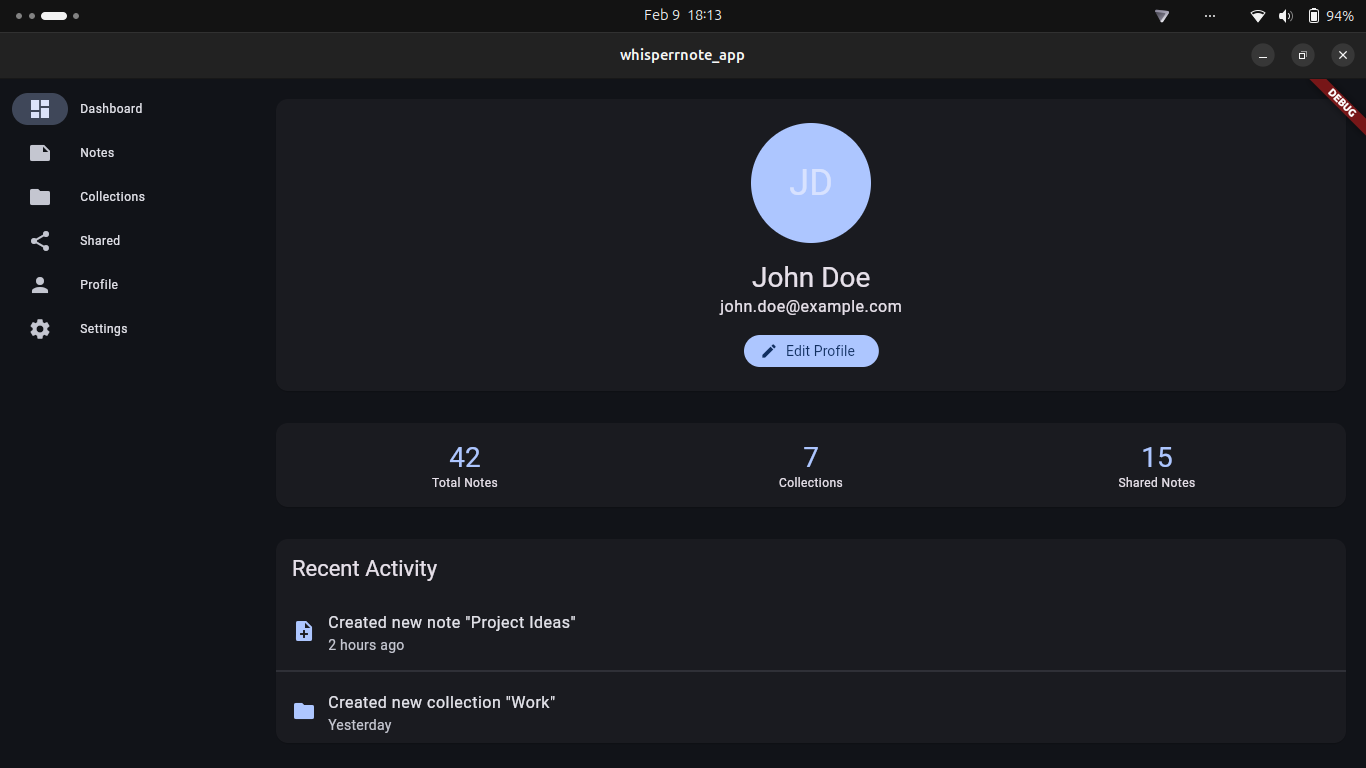 Feb 9 18:13
94%
whisperrnote_app
DEBUG
Dashboard
Notes
Collections
Shared
Profile
Settings
JD
John Doe
john.doe@example.com
Edit Profile
42
Total Notes
7
Collections
15
Shared Notes
Recent Activity
Created new note "Project Ideas"
2 hours ago
Created new collection "Work"
Yesterday